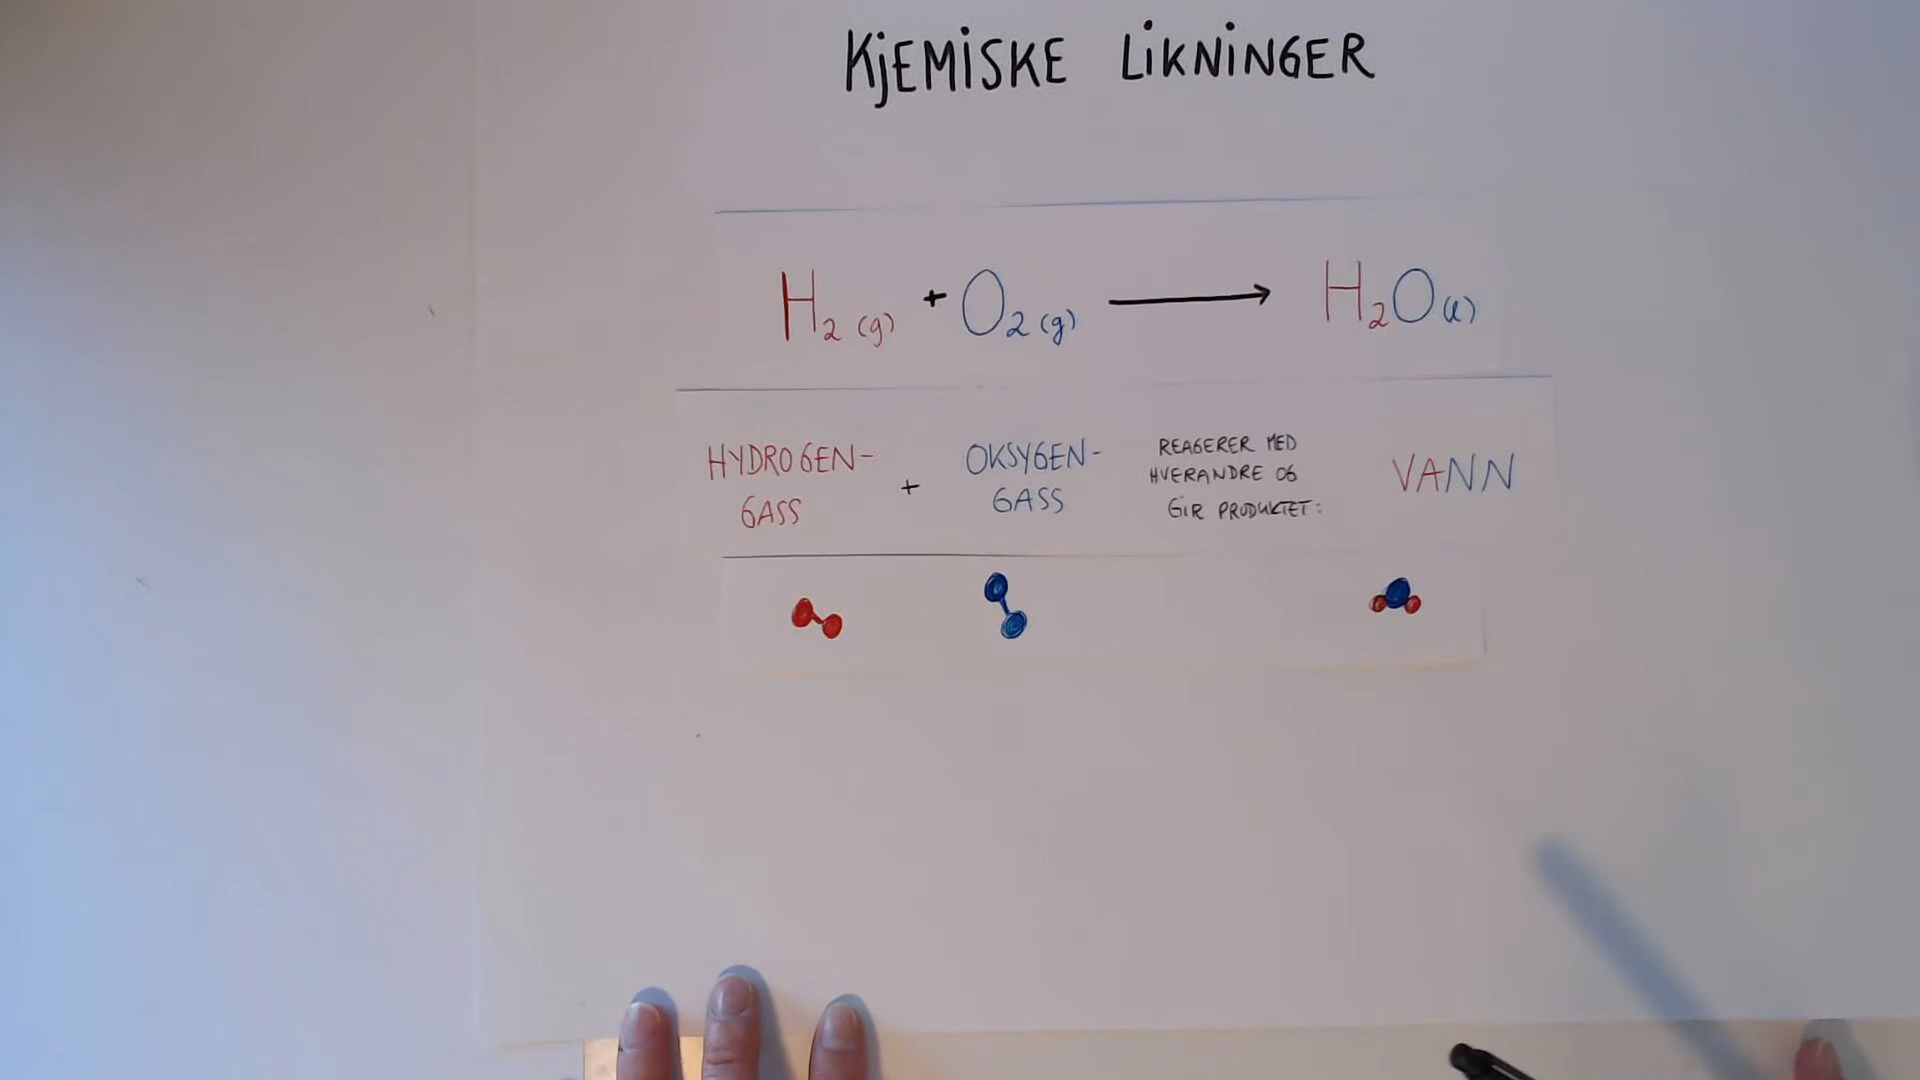 KjEMISKE LIKNINGER
H₂ (g) + O₂ (g) → H₂O (l)
HYDROGEN-
GASS
+
OKSYGEN-
GASS
REAGERER MED
HVERANDRE OG
GIR PRODUKTET:
VANN